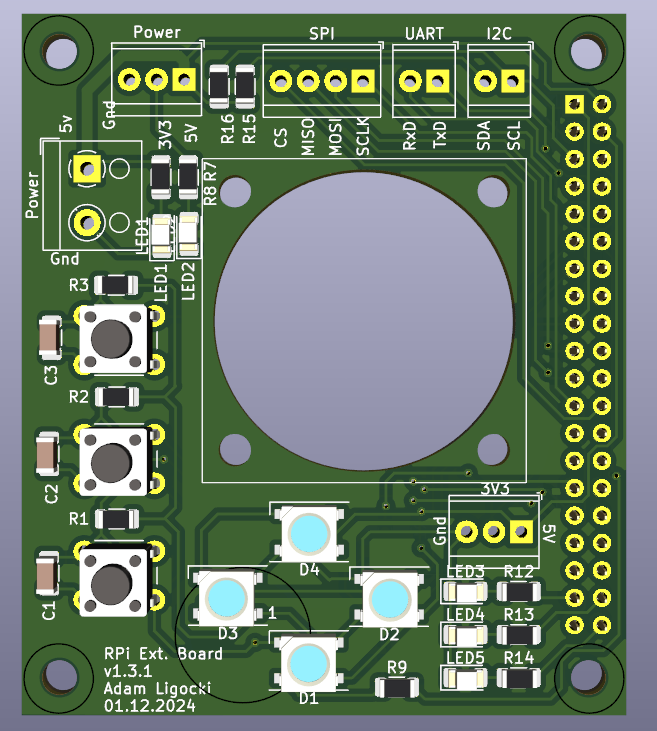 Power
SPI
UART
I2C
Gnd
3V3
5V
R16
R15
CS
MISO
MOSI
SCLK
RxD
TxD
SDA
SCL
5v
Power
Gnd
R7
R8
LED1
LED1
LED2
R3
C3
R2
C2
R1
C1
3V3
Gnd
5V
D4
D3
1
D2
D1
LED3
R12
LED4
R13
LED5
R14
R9
RPi Ext. Board
v1.3.1
Adam Ligocki
01.12.2024